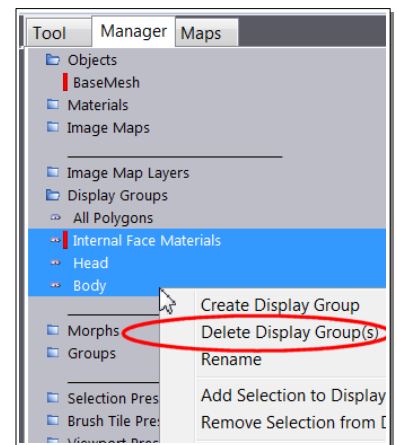 Tool Manager Maps
Objects
BaseMesh
Materials
Image Maps
Image Map Layers
Display Groups
All Polygons
Internal Face Materials
Head
Body
Create Display Group
Morphs
Delete Display Group(s)
Groups
Rename
Selection Pres
Add Selection to Display
Brush Tile Pre
Remove Selection from
Viewport